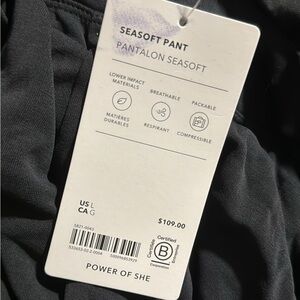 SEASOFT PANT
PANTALON SEASOFT
LOWER IMPACT
MATERIALS
BREATHABLE
PACKABLE
MATIÈRES
DURABLES
RESPIRANT
COMPRESSIBLE
US L
CA G
$109.00
Certified
B
Corporation
POWER OF SHE